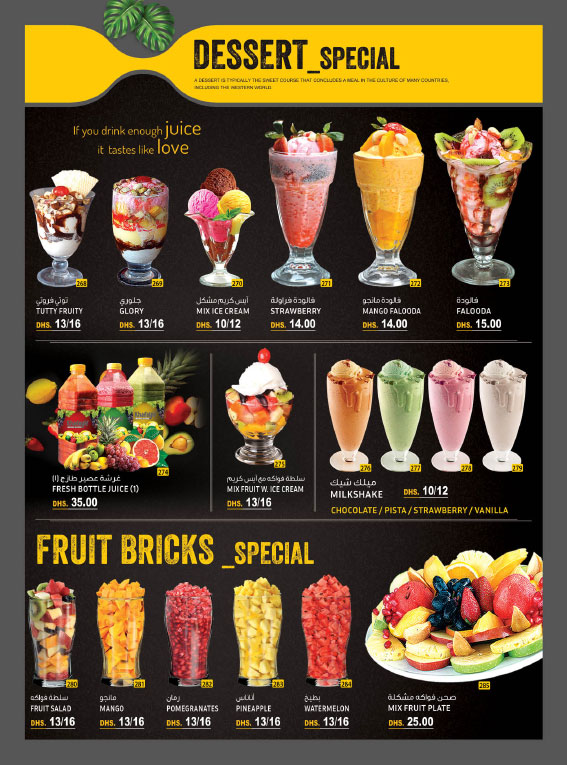 DESSERT_SPECIAL
A DESSERT IS TYPICALLY THE SWEET COURSE THAT CONCLUDES A MEAL IN THE CULTURE OF MANY COUNTRIES,
INCLUDING THE WESTERN WORLD.
If you drink enough juice
it tastes like love
268
269
270
271
272
273
توتي فروتي
TUTTY FRUITY
DHS. 13/16
جلوري
GLORY
DHS. 13/16
آيس كريم مشكل
MIX ICE CREAM
DHS. 10/12
فالودة فراولة
STRAWBERRY
DHS. 14.00
فالودة مانجو
MANGO FALOODA
DHS. 14.00
فالودة
FALOODA
DHS. 15.00
274
غرشة عصير طازج (١)
FRESH BOTTLE JUICE (1)
DHS. 35.00
275
سلطة فواكه مع آيس كريم
MIX FRUIT W. ICE CREAM
DHS. 13/16
276
277
278
279
ميلك شيك
MILKSHAKE
DHS. 10/12
CHOCOLATE / PISTA / STRAWBERRY / VANILLA
FRUIT BRICKS _SPECIAL
280
281
282
283
284
285
سلطة فواكه
FRUIT SALAD
DHS. 13/16
مانجو
MANGO
DHS. 13/16
رمان
POMEGRANATES
DHS. 13/16
أناناس
PINEAPPLE
DHS. 13/16
بطيخ
WATERMELON
DHS. 13/16
صحن فواكه مشكلة
MIX FRUIT PLATE
DHS. 25.00